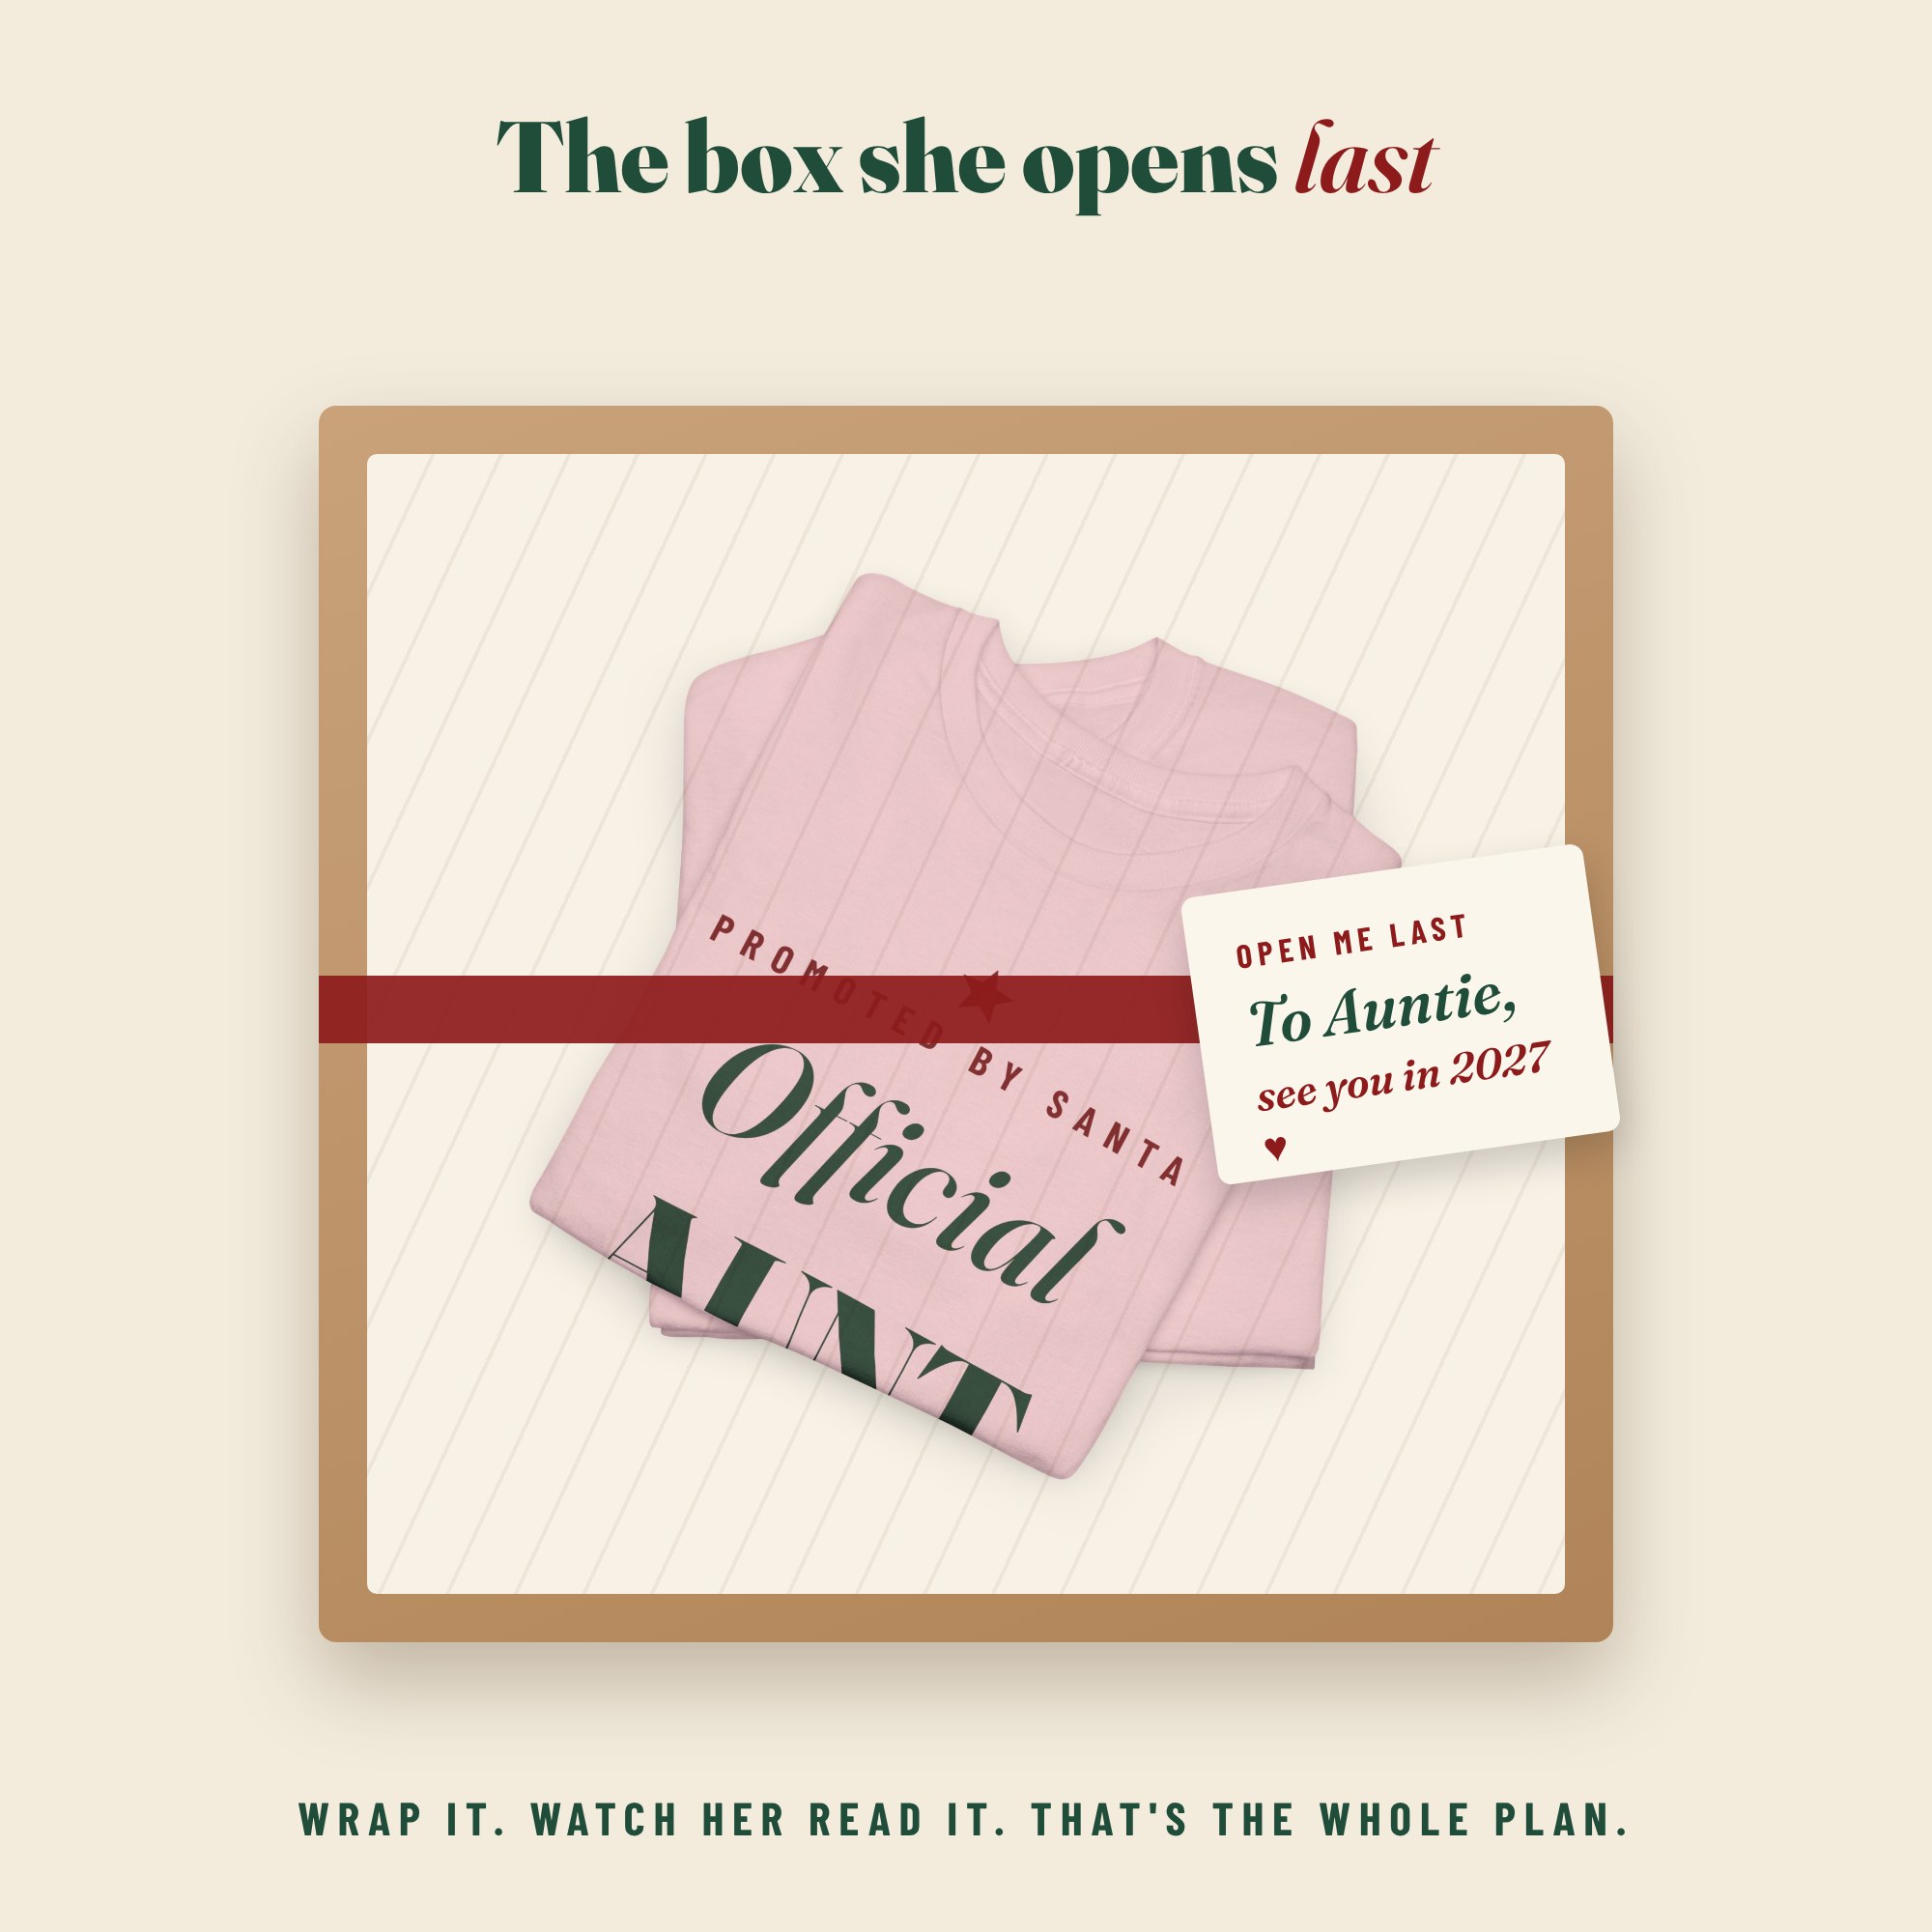 The box she opens last
PROMOTED BY SANTA
Official
AUNT
OPEN ME LAST
To Auntie,
see you in 2027
♥
WRAP IT. WATCH HER READ IT. THAT'S THE WHOLE PLAN.